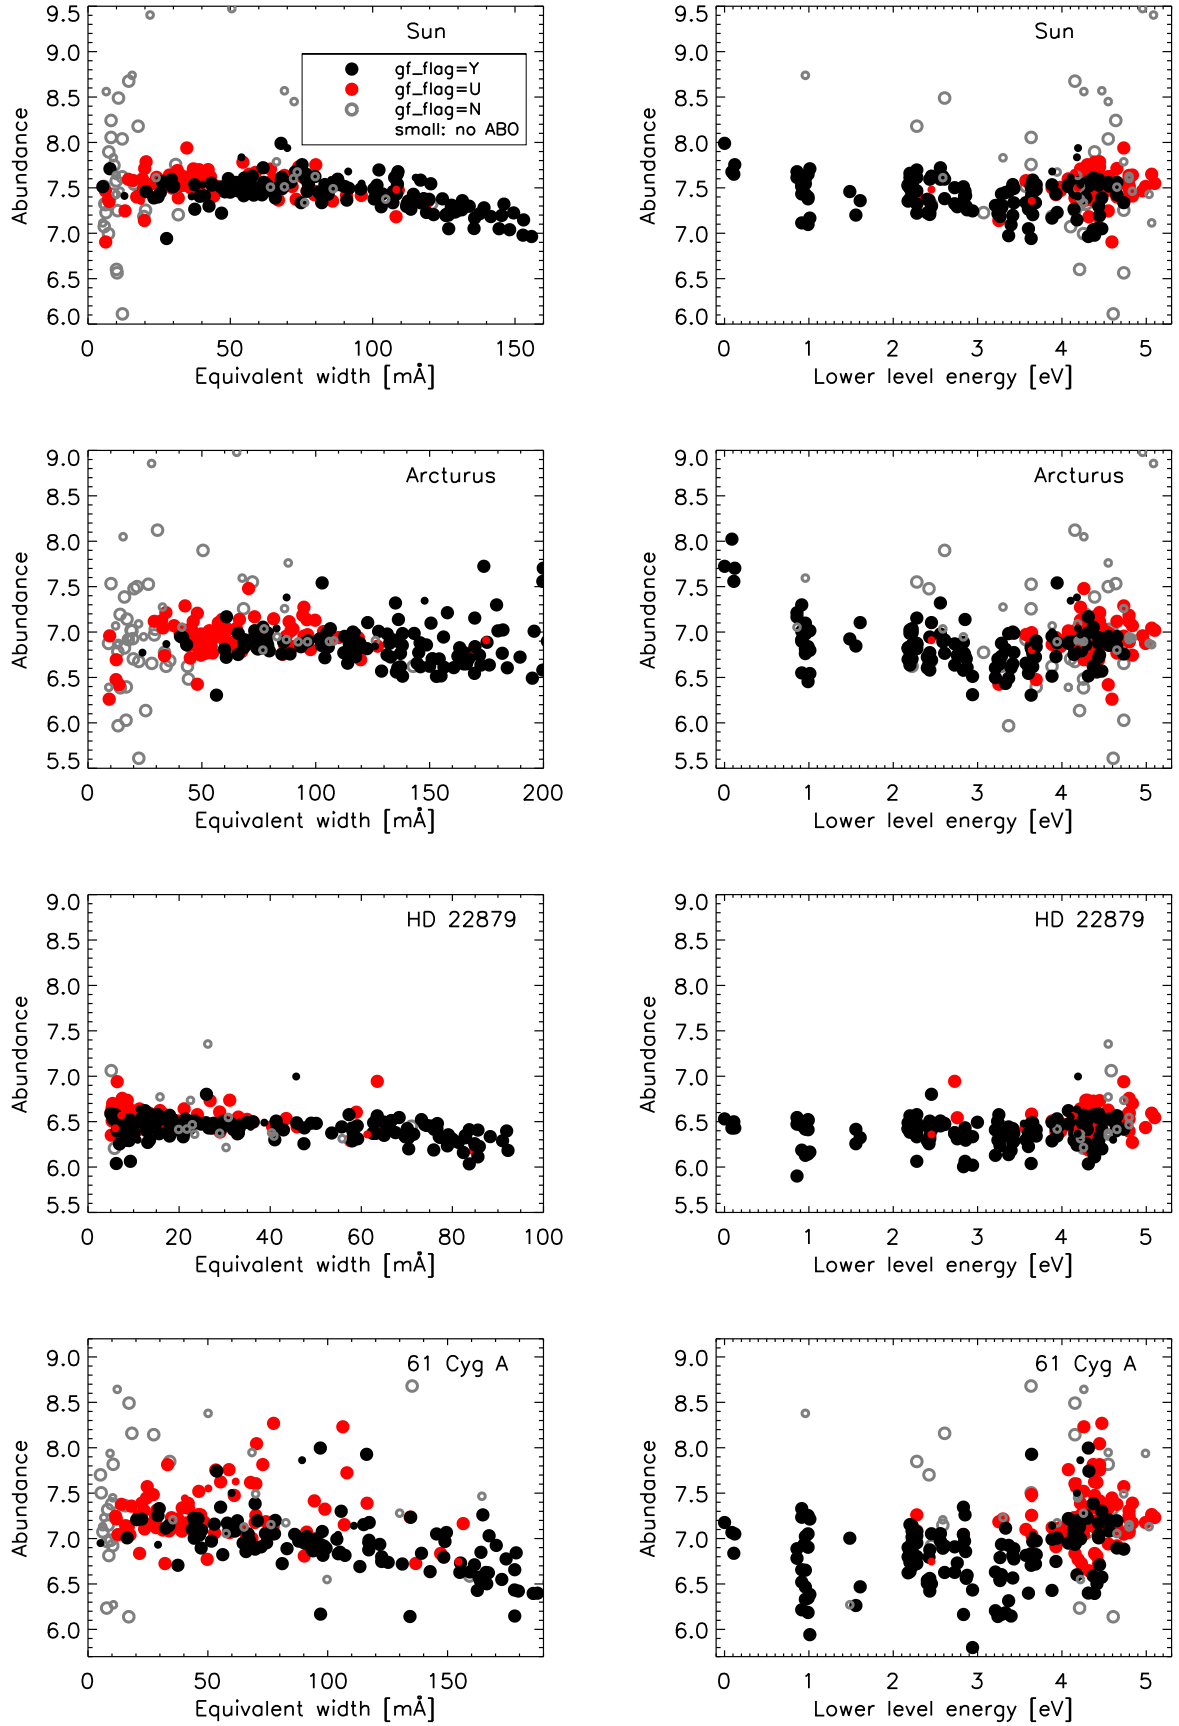 Sun
gf_flag=Y
gf_flag=U
gf_flag=N
small: no ABO
Abundance
9.5
9.0
8.5
8.0
7.5
7.0
6.5
6.0
0 50 100 150
Equivalent width [mÅ]
Sun
Abundance
9.5
9.0
8.5
8.0
7.5
7.0
6.5
6.0
0 1 2 3 4 5
Lower level energy [eV]
Arcturus
Abundance
9.0
8.5
8.0
7.5
7.0
6.5
6.0
5.5
0 50 100 150 200
Equivalent width [mÅ]
Arcturus
Abundance
9.0
8.5
8.0
7.5
7.0
6.5
6.0
5.5
0 1 2 3 4 5
Lower level energy [eV]
HD 22879
Abundance
9.0
8.5
8.0
7.5
7.0
6.5
6.0
5.5
0 20 40 60 80 100
Equivalent width [mÅ]
HD 22879
Abundance
9.0
8.5
8.0
7.5
7.0
6.5
6.0
5.5
0 1 2 3 4 5
Lower level energy [eV]
61 Cyg A
Abundance
9.0
8.5
8.0
7.5
7.0
6.5
6.0
0 50 100 150
Equivalent width [mÅ]
61 Cyg A
Abundance
9.0
8.5
8.0
7.5
7.0
6.5
6.0
0 1 2 3 4 5
Lower level energy [eV]